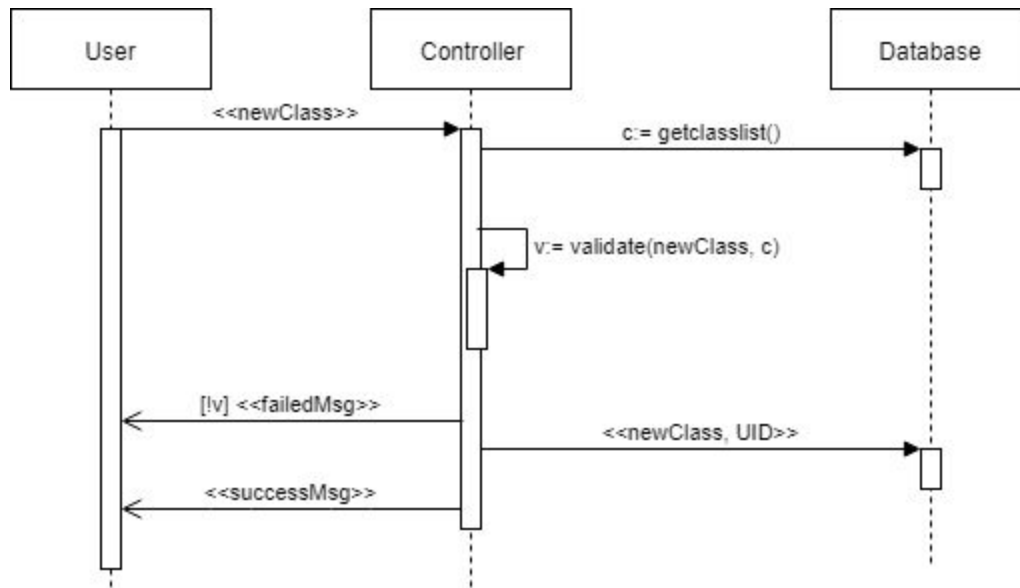 User
Controller
Database
<<newClass>>
c:= getclasslist()
v:= validate(newClass, c)
[!v] <<failedMsg>>
<<newClass, UID>>
<<successMsg>>